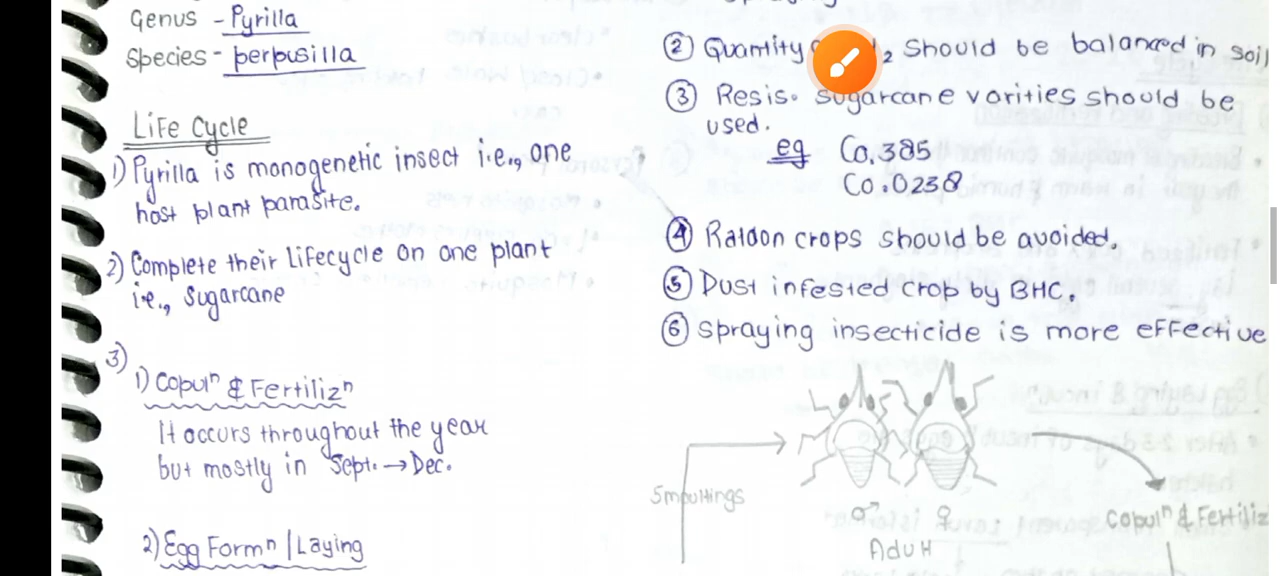 Genus - Pyrilla
Species - perpusilla
Life Cycle
1) Pyrilla is monogenetic insect i.e., one
host plant parasite.
2) Complete their lifecycle on one plant
i.e., Sugarcane
3)
1) Copulⁿ & Fertilizⁿ
It occurs throughout the year
but mostly in Sept. → Dec.
2) Egg Formⁿ / Laying
② Quantity 2 should be balanced in soil
③ Resis. sugarcane varities should be
used.
eg Co.385
Co.0238
④ Ratoon crops should be avoided.
⑤ Dust infested crop by BHC.
⑥ Spraying insecticide is more effective
5 moultings
♂ ♀
Adult
Copulⁿ & Fertiliz